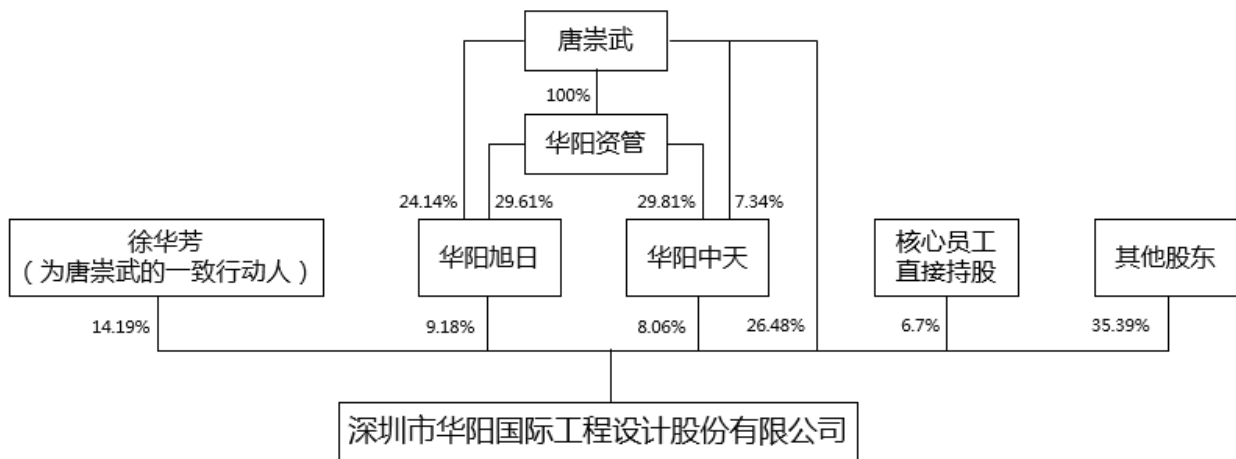 唐崇武
100%
华阳资管
24.14%
29.61%
29.81%
7.34%
徐华芳
（为唐崇武的一致行动人）
华阳旭日
华阳中天
核心员工
直接持股
其他股东
14.19%
9.18%
8.06%
26.48%
6.7%
35.39%
深圳市华阳国际工程设计股份有限公司